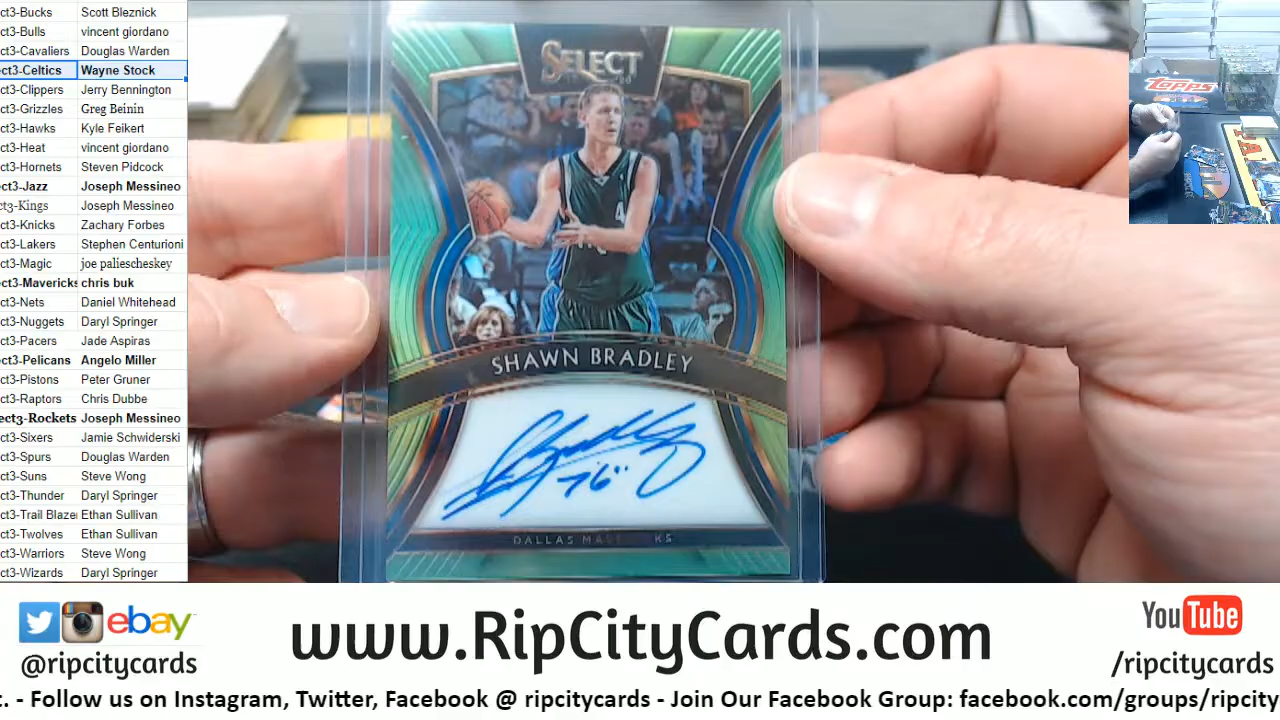 ct3-Bucks Scott Bleznick
ct3-Bulls vincent giordano
ct3-Cavaliers Douglas Warden
ect3-Celtics Wayne Stock
ct3-Clippers Jerry Bennington
ct3-Grizzles Greg Beinin
ct3-Hawks Kyle Feikert
ct3-Heat vincent giordano
ct3-Hornets Steven Pidcock
ect3-Jazz Joseph Messineo
ct3-Kings Joseph Messineo
ct3-Knicks Zachary Forbes
ct3-Lakers Stephen Centurioni
ct3-Magic joe paliescheskey
ect3-Mavericks chris buk
ct3-Nets Daniel Whitehead
ct3-Nuggets Daryl Springer
ct3-Pacers Jade Aspiras
ect3-Pelicans Angelo Miller
ct3-Pistons Peter Gruner
ct3-Raptors Chris Dubbe
ect3-Rockets Joseph Messineo
ct3-Sixers Jamie Schwiderski
ct3-Spurs Douglas Warden
ct3-Suns Steve Wong
ct3-Thunder Daryl Springer
ct3-Trail Blaze Ethan Sullivan
ct3-Twolves Ethan Sullivan
ct3-Warriors Steve Wong
ct3-Wizards Daryl Springer
SELECT
4
SHAWN BRADLEY
7'6"
DALLAS
Topps
ebay
@ripcitycards
www.RipCityCards.com
YouTube
/ripcitycards
t. - Follow us on Instagram, Twitter, Facebook @ ripcitycards - Join Our Facebook Group: facebook.com/groups/ripcity